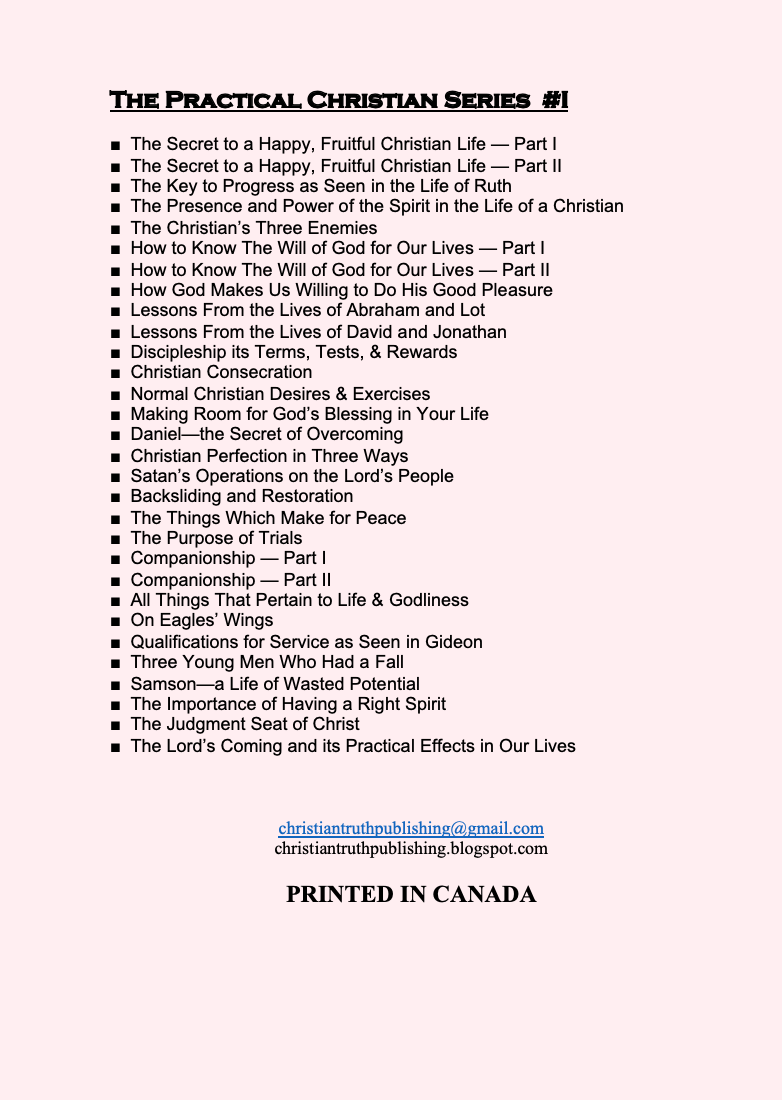 The Practical Christian Series #I
■ The Secret to a Happy, Fruitful Christian Life — Part I
■ The Secret to a Happy, Fruitful Christian Life — Part II
■ The Key to Progress as Seen in the Life of Ruth
■ The Presence and Power of the Spirit in the Life of a Christian
■ The Christian’s Three Enemies
■ How to Know The Will of God for Our Lives — Part I
■ How to Know The Will of God for Our Lives — Part II
■ How God Makes Us Willing to Do His Good Pleasure
■ Lessons From the Lives of Abraham and Lot
■ Lessons From the Lives of David and Jonathan
■ Discipleship its Terms, Tests, & Rewards
■ Christian Consecration
■ Normal Christian Desires & Exercises
■ Making Room for God’s Blessing in Your Life
■ Daniel—the Secret of Overcoming
■ Christian Perfection in Three Ways
■ Satan’s Operations on the Lord’s People
■ Backsliding and Restoration
■ The Things Which Make for Peace
■ The Purpose of Trials
■ Companionship — Part I
■ Companionship — Part II
■ All Things That Pertain to Life & Godliness
■ On Eagles’ Wings
■ Qualifications for Service as Seen in Gideon
■ Three Young Men Who Had a Fall
■ Samson—a Life of Wasted Potential
■ The Importance of Having a Right Spirit
■ The Judgment Seat of Christ
■ The Lord’s Coming and its Practical Effects in Our Lives
christiantruthpublishing@gmail.com
christiantruthpublishing.blogspot.com
PRINTED IN CANADA